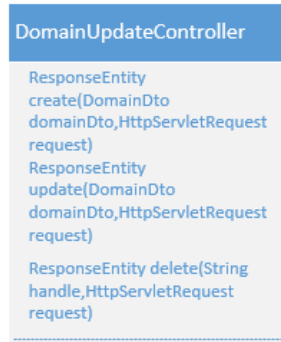 DomainUpdateController
ResponseEntity
create(DomainDto
domainDto,HttpServletRequest
request)
ResponseEntity
update(DomainDto
domainDto,HttpServletRequest
request)
ResponseEntity delete(String
handle,HttpServletRequest
request)